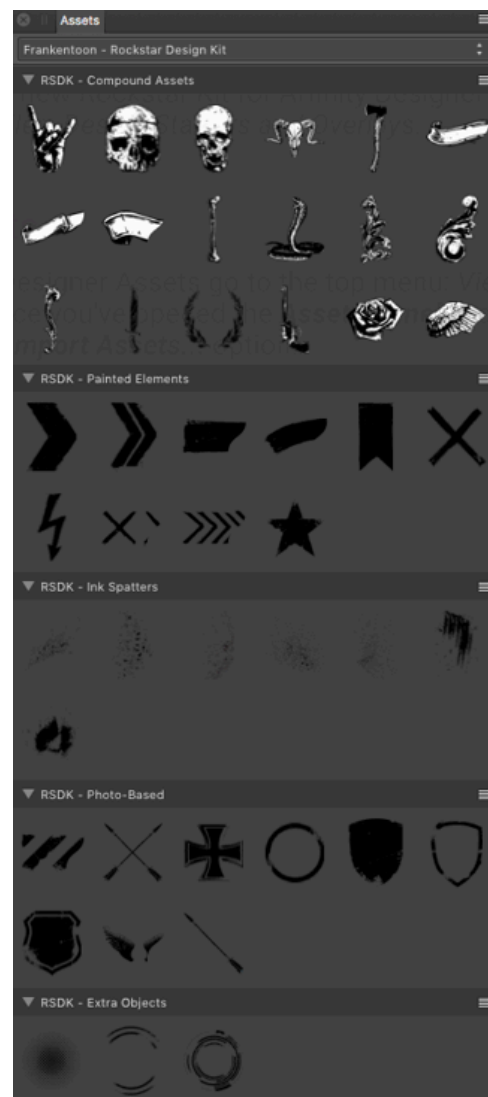 Assets
Frankentoon - Rockstar Design Kit
RSDK - Compound Assets
RSDK - Painted Elements
RSDK - Ink Spatters
RSDK - Photo-Based
RSDK - Extra Objects